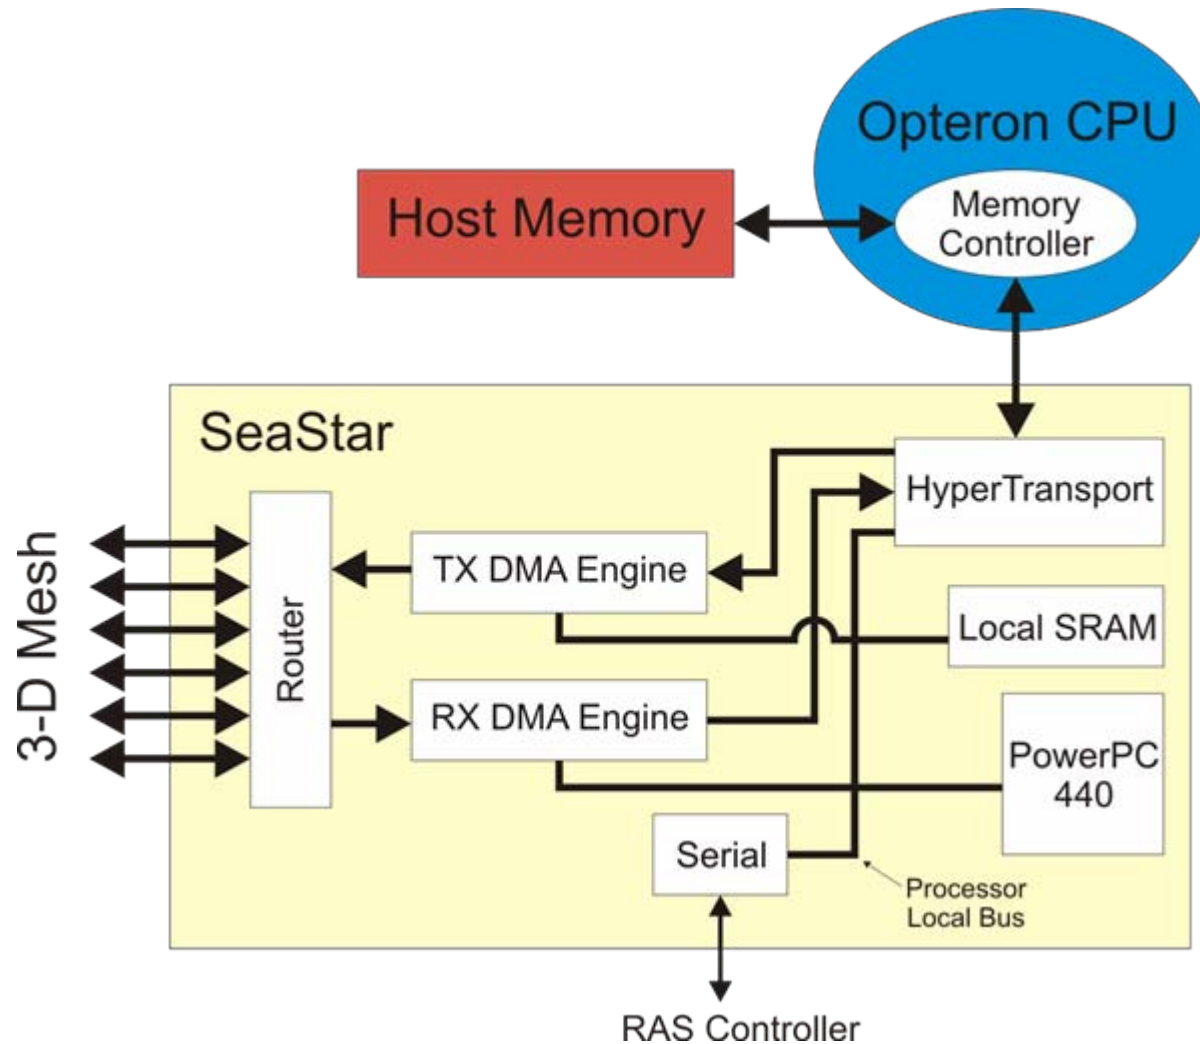 Opteron CPU
Host Memory
Memory
Controller
SeaStar
HyperTransport
TX DMA Engine
Local SRAM
3-D Mesh
Router
RX DMA Engine
PowerPC
440
Serial
Processor
Local Bus
RAS Controller